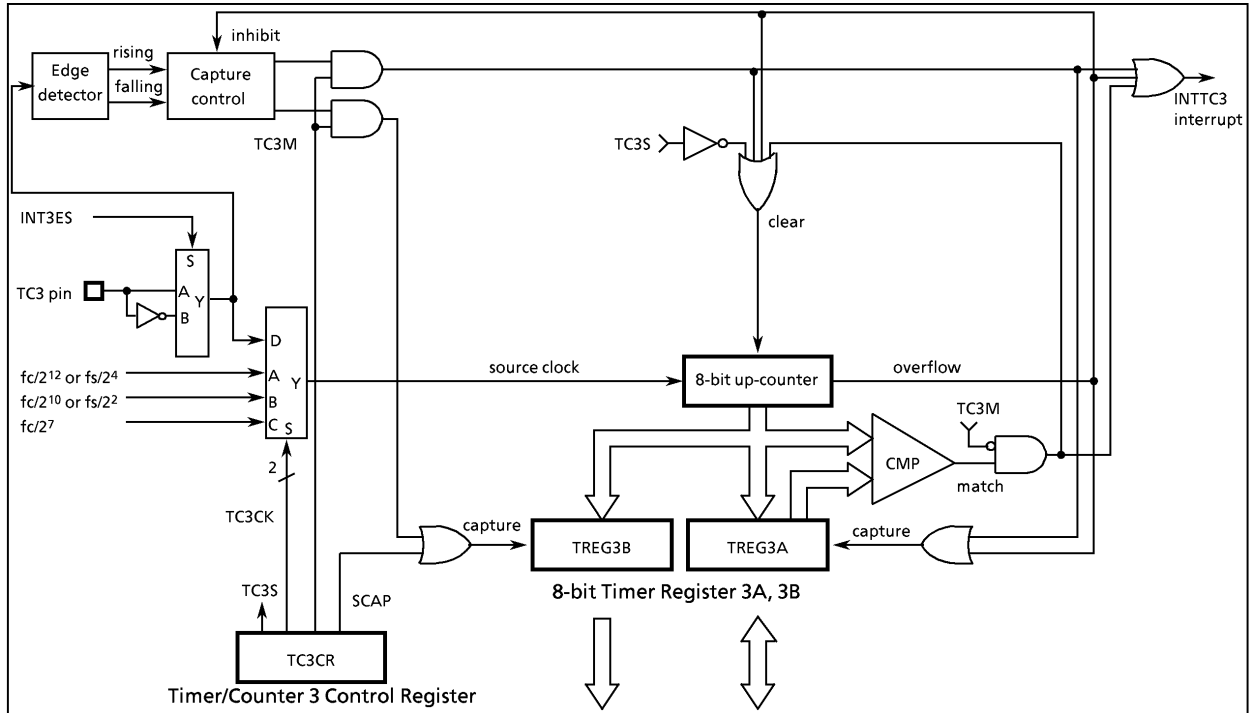 inhibit
rising
Edge
detector
falling
Capture
control
INTTC3
interrupt
TC3M
TC3S
clear
INT3ES
S
TC3 pin
A
Y
B
D
fc/2¹² or fs/2⁴
A
Y
source clock
8-bit up-counter
overflow
fc/2¹⁰ or fs/2²
B
fc/2⁷
C
S
TC3M
2
CMP
match
TC3CK
capture
TREG3B
TREG3A
capture
TC3S
SCAP
8-bit Timer Register 3A, 3B
TC3CR
Timer/Counter 3 Control Register